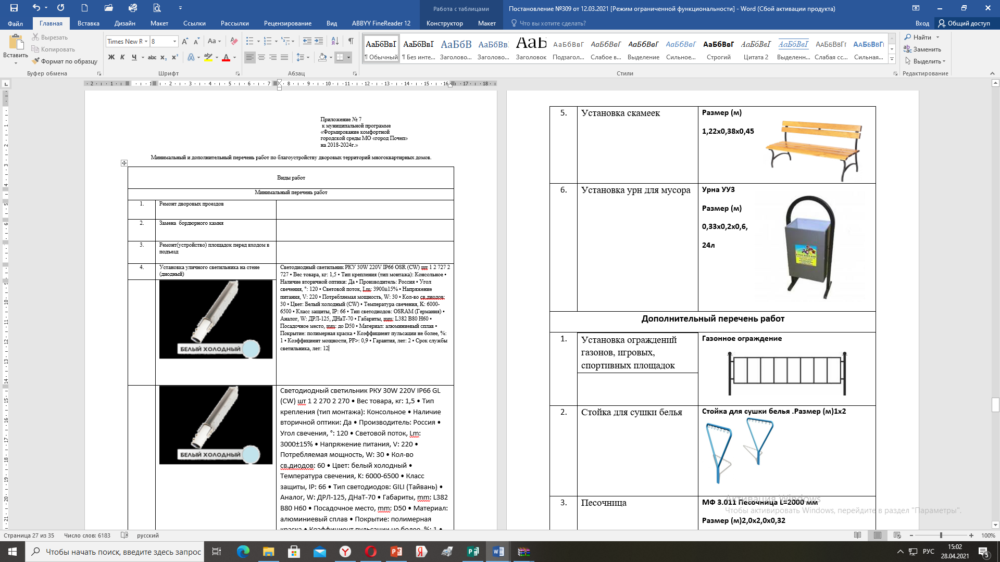 Работа с таблицами
Постановление №309 от 12.03.2021 [Режим ограниченной функциональности] - Word (Сбой активации продукта)
Файл
Главная
Вставка
Дизайн
Макет
Ссылки
Рассылки
Рецензирование
Вид
ABBYY FineReader 12
Конструктор
Макет
Что вы хотите сделать?
Вход
Общий доступ
Вставить
Вырезать
Копировать
Формат по образцу
Буфер обмена
Times New R
8
Шрифт
Абзац
АаБбВвІ
¶ Обычный
АаБбВвІ
¶ Без инте...
АаБбВ
Заголово...
АаБбВв
Заголово...
АаЬ
Заголовок
АаБбВвГ
Подзагол...
АаБбВвГ
Слабое в...
АаБбВвГ
Выделение
АаБбВвГ
Сильное...
АаБбВвГ
Строгий
АаБбВвГ
Цитата 2
АаБбВвГ
Выделенн...
АаБбВвГг
Слабая сс...
АаБбВвГ
Сильная...
Стили
Найти
Заменить
Выделить
Редактирование
Приложение № 7
к муниципальной программе
«Формирование комфортной
городской среды МО «город Почеп»
на 2018-2024г.»
Минимальный и дополнительный перечень работ по благоустройству дворовых территорий многоквартирных домов.
Виды работ
Минимальный перечень работ
1. Ремонт дворовых проездов
2. Замена бордюрного камня
3. Ремонт(устройство) площадок перед входом в
подъезд
4. Установка уличного светильника на стене
(диодный)
Светодиодный светильник РКУ 30W 220V IP66 OSR (CW) шт 1 2 727 2
727 • Вес товара, кг: 1,5 • Тип крепления (тип монтажа): Консольное •
Наличие вторичной оптики: Да • Производитель: Россия • Угол
свечения, °: 120 • Световой поток, Lm: 3900±15% • Напряжение
питания, V: 220 • Потребляемая мощность, W: 30 • Кол-во св.диодов:
30 • Цвет: Белый холодный (CW) • Температура свечения, К: 6000-
6500 • Класс защиты, IP: 66 • Тип светодиодов: OSRAM (Германия) •
Аналог, W: ДРЛ-125, ДНаТ-70 • Габариты, mm: L382 B80 H60 •
Посадочное место, mm: до D50 • Материал: алюминиевый сплав •
Покрытие: полимерная краска • Коэффициент пульсации не более, %:
1 • Коэффициент мощности, PF>: 0,9 • Гарантия, лет: 2 • Срок службы
светильника, лет: 12
БЕЛЫЙ ХОЛОДНЫЙ
БЕЛЫЙ ХОЛОДНЫЙ
Светодиодный светильник РКУ 30W 220V IP66 GL
(CW) шт 1 2 270 2 270 • Вес товара, кг: 1,5 • Тип
крепления (тип монтажа): Консольное • Наличие
вторичной оптики: Да • Производитель: Россия •
Угол свечения, °: 120 • Световой поток, Lm:
3000±15% • Напряжение питания, V: 220 •
Потребляемая мощность, W: 30 • Кол-во
св.диодов: 60 • Цвет: белый холодный •
Температура свечения, К: 6000-6500 • Класс
защиты, IP: 66 • Тип светодиодов: GILI (Тайвань) •
Аналог, W: ДРЛ-125, ДНаТ-70 • Габариты, mm: L382
B80 H60 • Посадочное место, mm: D50 • Материал:
алюминиевый сплав • Покрытие: полимерная
краска • Коэффициент пульсации не более, %: 1 •
5. Установка скамеек
Размер (м)
1,22х0,38х0,45
6. Установка урн для мусора
Урна УУЗ
Размер (м)
0,33х0,2х0,6,
24л
Дополнительный перечень работ
1. Установка ограждений
газонов, игровых,
спортивных площадок
Газонное ограждение
2. Стойка для сушки белья
Стойка для сушки белья .Размер (м)1х2
3. Песочница
МФ 3.011 Песочница L=2000 мм
Размер (м)2,0х2,0х0,32
Активация Windows
Чтобы активировать Windows, перейдите в раздел "Параметры".
Страница 27 из 35
Число слов: 6183
русский
100%
Чтобы начать поиск, введите здесь запрос
РУС
15:02
28.04.2021
5